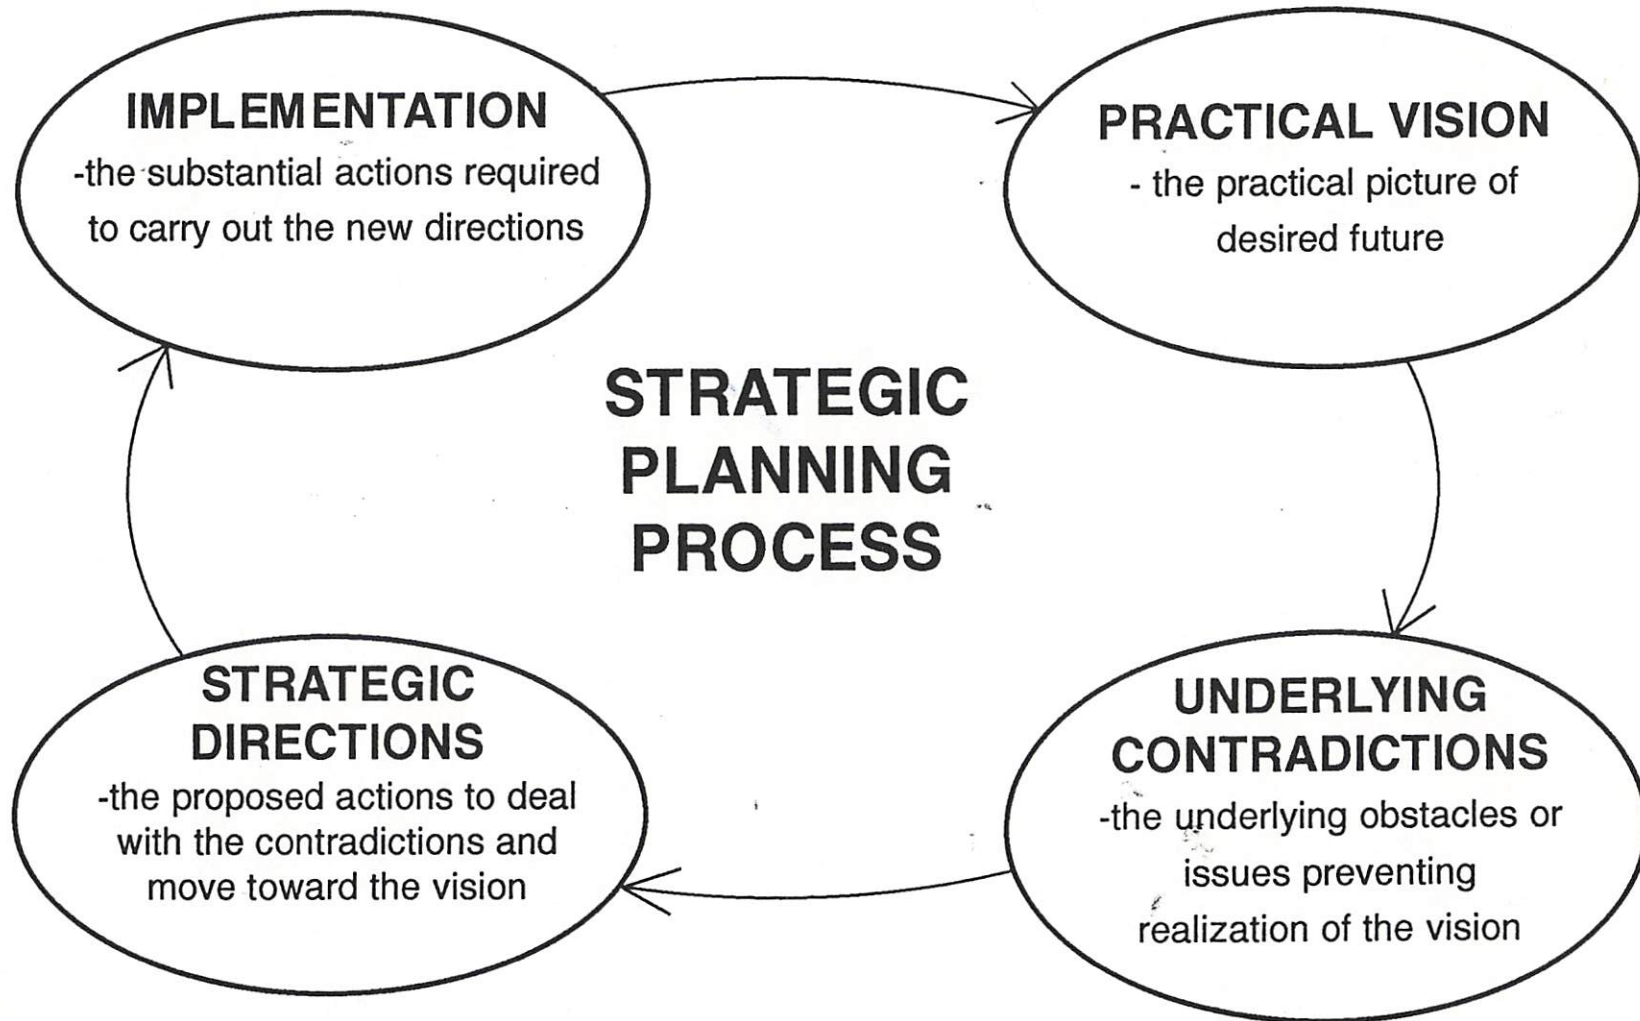 IMPLEMENTATION
-the substantial actions required
to carry out the new directions
PRACTICAL VISION
- the practical picture of
desired future
STRATEGIC
PLANNING
PROCESS
STRATEGIC
DIRECTIONS
-the proposed actions to deal
with the contradictions and
move toward the vision
UNDERLYING
CONTRADICTIONS
-the underlying obstacles or
issues preventing
realization of the vision